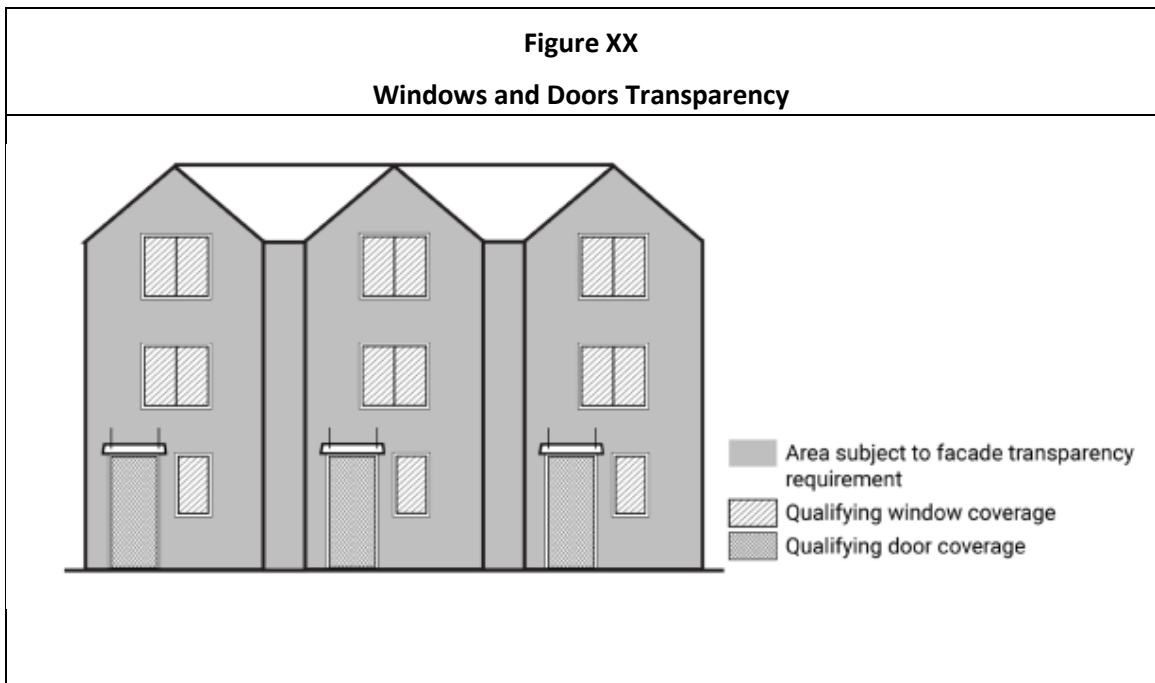 Figure XX
Windows and Doors Transparency
Area subject to facade transparency
requirement
Qualifying window coverage
Qualifying door coverage